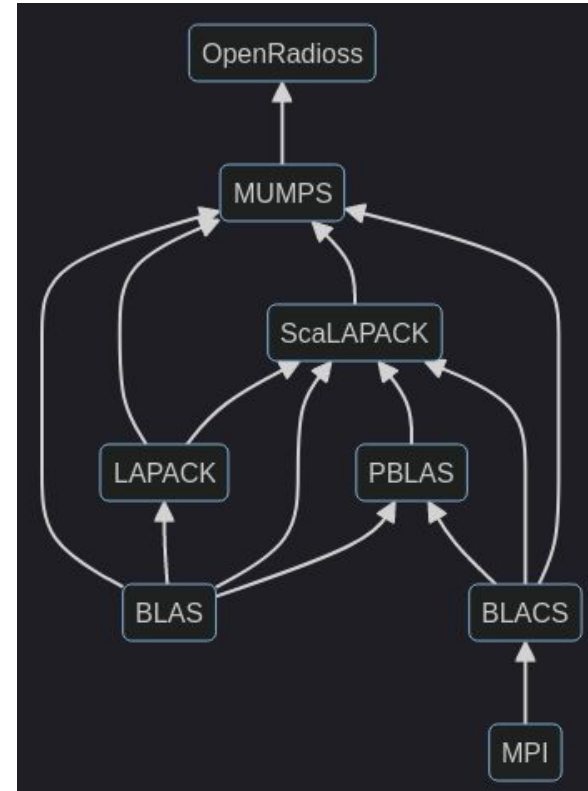 OpenRadioss
MUMPS
ScaLAPACK
LAPACK
PBLAS
BLAS
BLACS
MPI